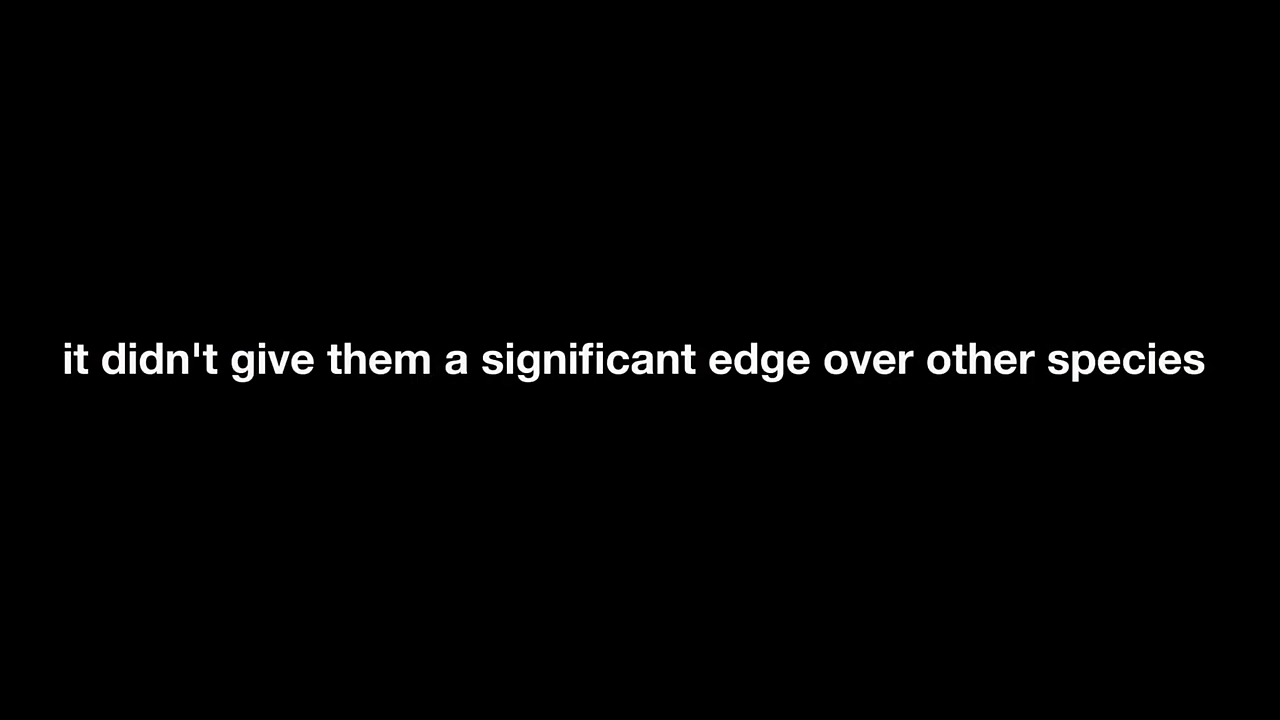 it didn't give them a significant edge over other species